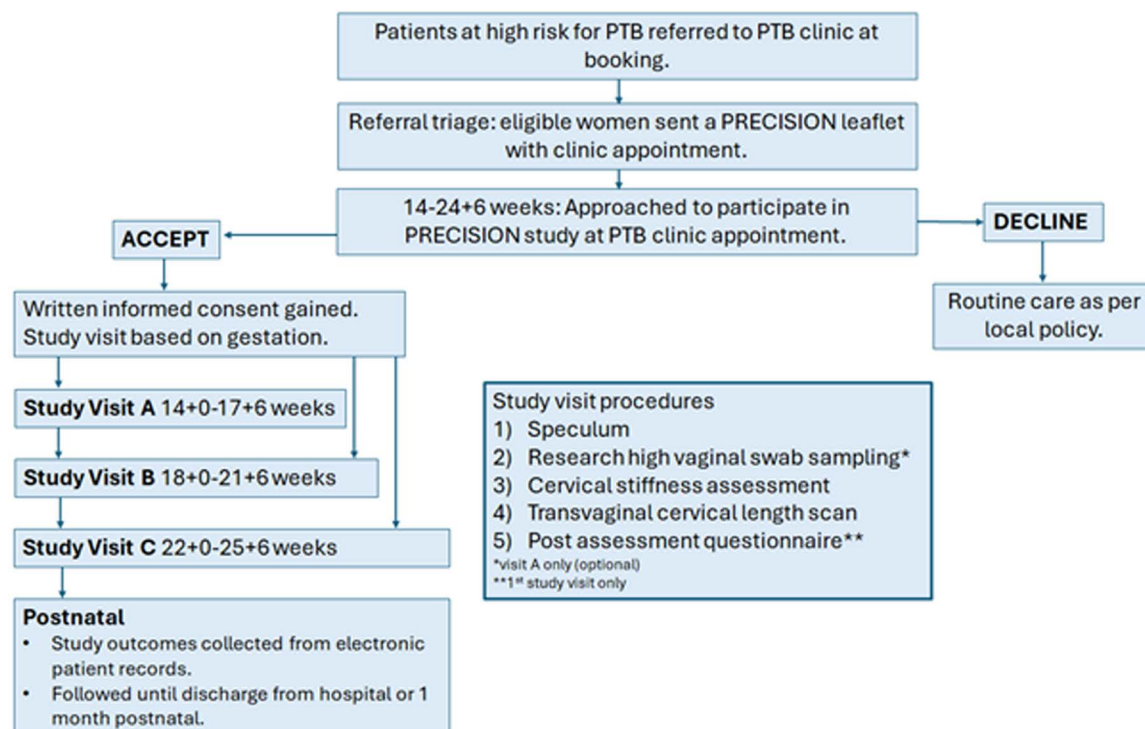 Patients at high risk for PTB referred to PTB clinic at
booking.
Referral triage: eligible women sent a PRECISION leaflet
with clinic appointment.
14-24+6 weeks: Approached to participate in
PRECISION study at PTB clinic appointment.
ACCEPT
DECLINE
Written informed consent gained.
Study visit based on gestation.
Routine care as per
local policy.
Study Visit A 14+0-17+6 weeks
Study Visit B 18+0-21+6 weeks
Study Visit C 22+0-25+6 weeks
Study visit procedures
1) Speculum
2) Research high vaginal swab sampling*
3) Cervical stiffness assessment
4) Transvaginal cervical length scan
5) Post assessment questionnaire**
*visit A only (optional)
**1st study visit only
Postnatal
• Study outcomes collected from electronic
patient records.
• Followed until discharge from hospital or 1
month postnatal.